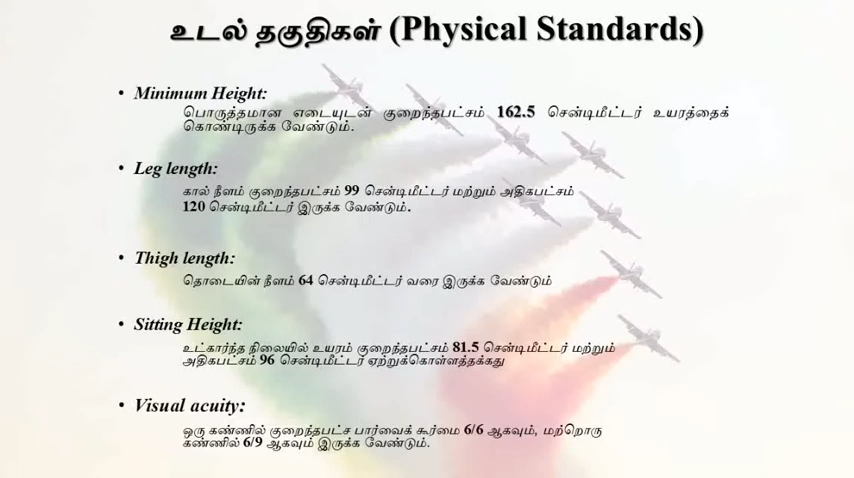 உடல் தகுதிகள் (Physical Standards)
• Minimum Height:
பொருத்தமான எடையுடன் குறைந்தபட்சம் 162.5 சென்டிமீட்டர் உயரத்தைக்
கொண்டிருக்க வேண்டும்.
• Leg length:
கால் நீளம் குறைந்தபட்சம் 99 சென்டிமீட்டர் மற்றும் அதிகபட்சம்
120 சென்டிமீட்டர் இருக்க வேண்டும்.
• Thigh length:
தொடையின் நீளம் 64 சென்டிமீட்டர் வரை இருக்க வேண்டும்
• Sitting Height:
உட்கார்ந்த நிலையில் உயரம் குறைந்தபட்சம் 81.5 சென்டிமீட்டர் மற்றும்
அதிகபட்சம் 96 சென்டிமீட்டர் ஏற்றுக்கொள்ளத்தக்கது
• Visual acuity:
ஒரு கண்ணில் குறைந்தபட்ச பார்வைக் கூர்மை 6/6 ஆகவும், மற்றொரு
கண்ணில் 6/9 ஆகவும் இருக்க வேண்டும்.